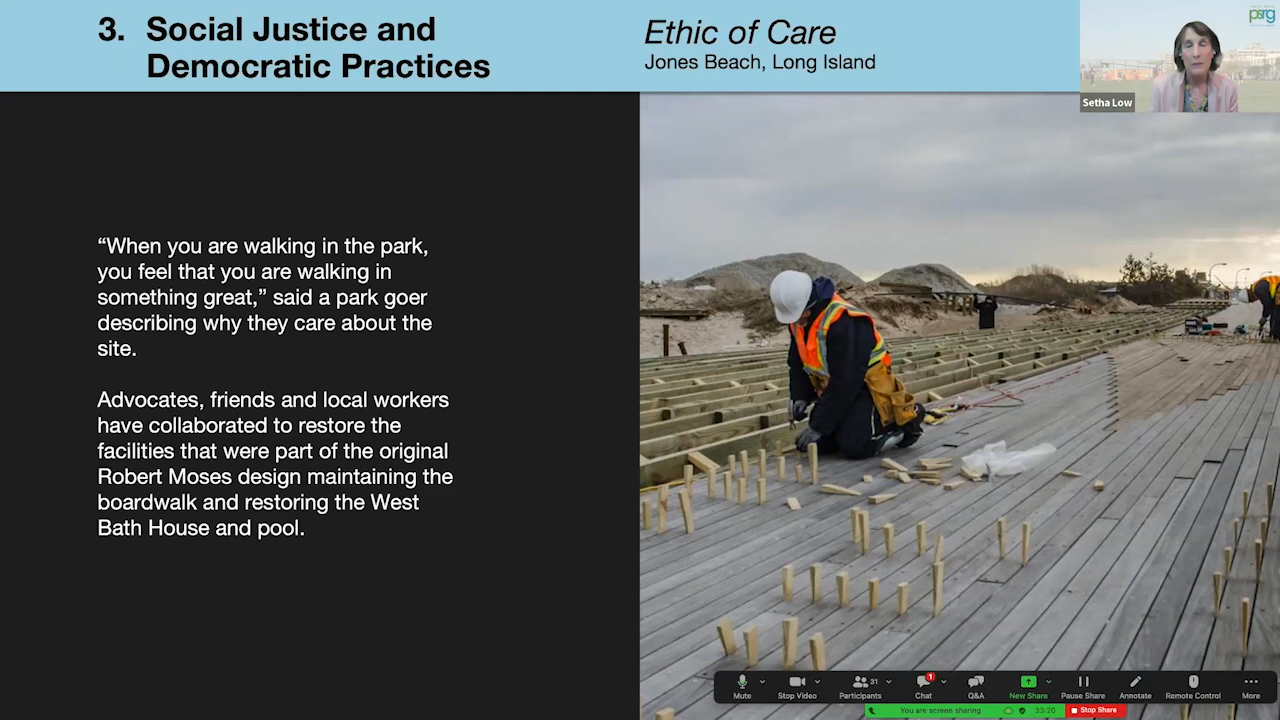 3. Social Justice and
Democratic Practices
Ethic of Care
Jones Beach, Long Island
psrg
Setha Low
“When you are walking in the park,
you feel that you are walking in
something great,” said a park goer
describing why they care about the
site.
Advocates, friends and local workers
have collaborated to restore the
facilities that were part of the original
Robert Moses design maintaining the
boardwalk and restoring the West
Bath House and pool.
31
1
Mute
Stop Video
Participants
Chat
Q&A
New Share
Pause Share
Annotate
Remote Control
More
You are screen sharing
33:20
Stop Share